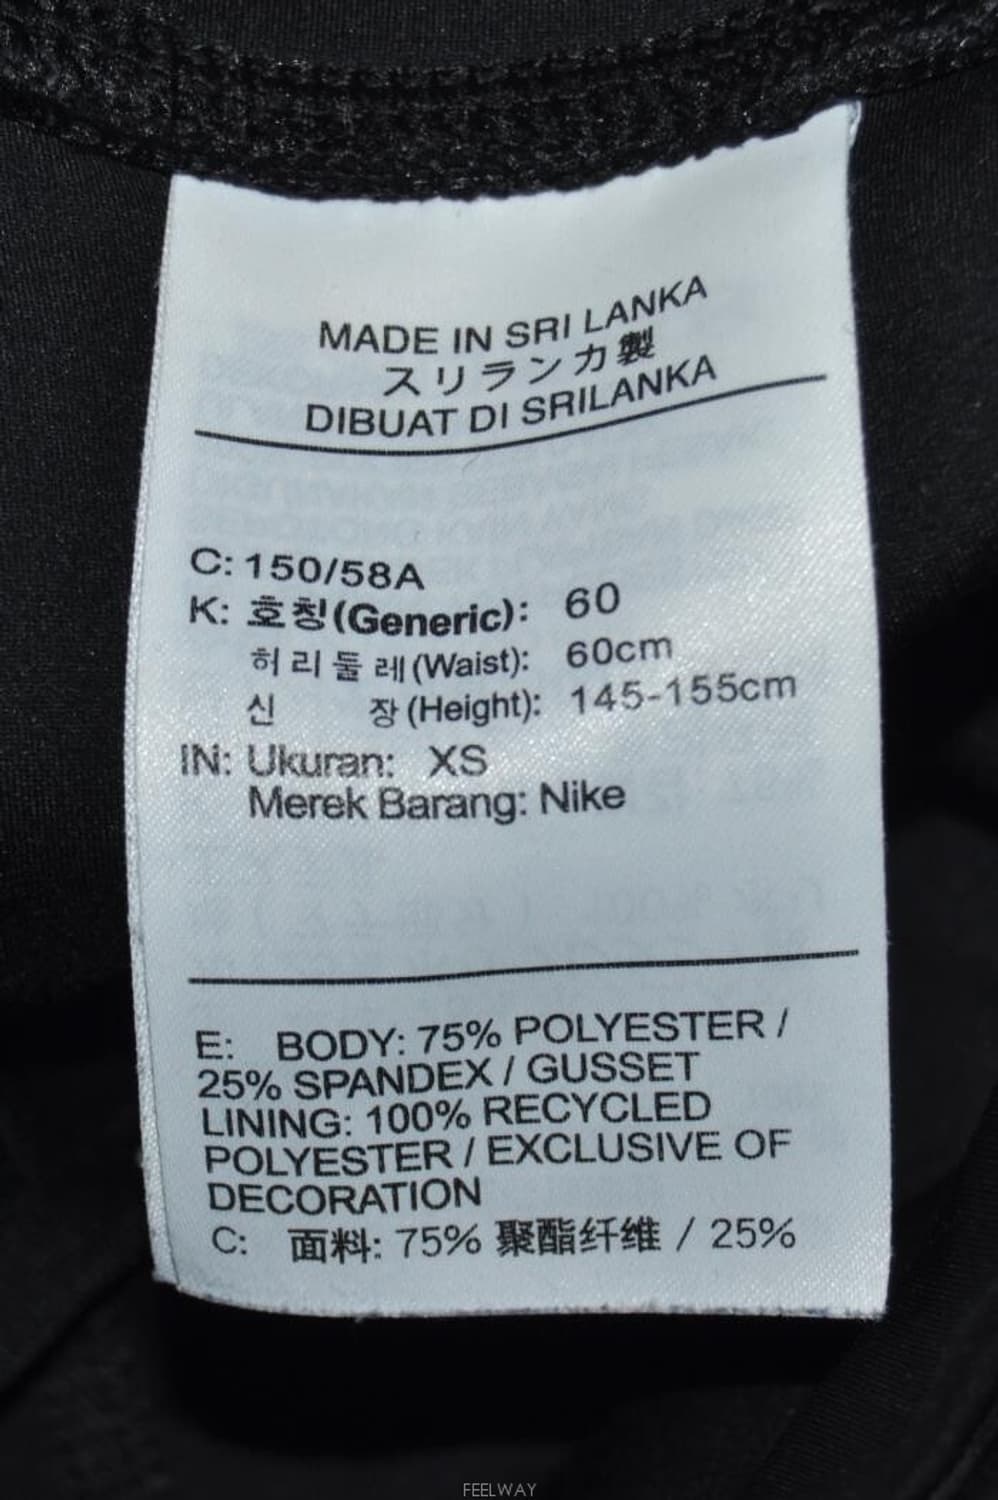 MADE IN SRI LANKA
スリランカ製
DIBUAT DI SRILANKA
C: 150/58A
K: 호칭(Generic): 60
허리둘레(Waist): 60cm
신 장(Height): 145-155cm
IN: Ukuran: XS
Merek Barang: Nike
E: BODY: 75% POLYESTER /
25% SPANDEX / GUSSET
LINING: 100% RECYCLED
POLYESTER / EXCLUSIVE OF
DECORATION
C: 面料: 75% 聚酯纤维 / 25%
FEELWAY